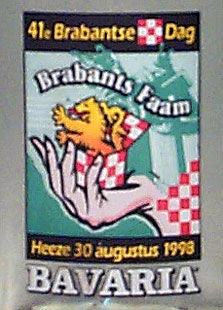 41e Brabantse Dag
Brabants Faam
Heeze 30 augustus 1998
BAVARIA